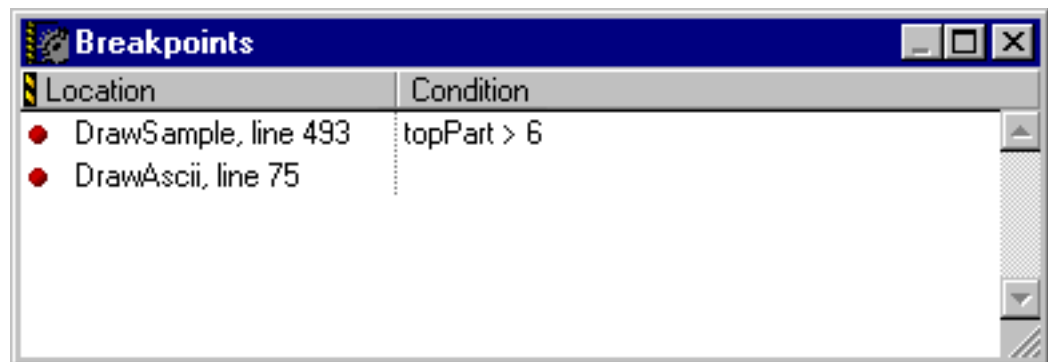 Breakpoints
Location Condition
DrawSample, line 493 topPart > 6
DrawAscii, line 75